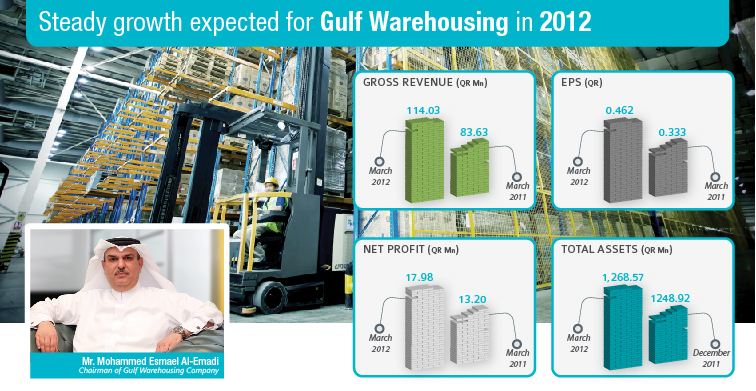 Steady growth expected for Gulf Warehousing in 2012
GROSS REVENUE (QR Mn)
114.03
83.63
March
2012
March
2011
EPS (QR)
0.462
0.333
March
2012
March
2011
NET PROFIT (QR Mn)
17.98
13.20
March
2012
March
2011
TOTAL ASSETS (QR Mn)
1,268.57
1248.92
March
2012
December
2011
Mr. Mohammed Esmael Al-Emadi
Chairman of Gulf Warehousing Company